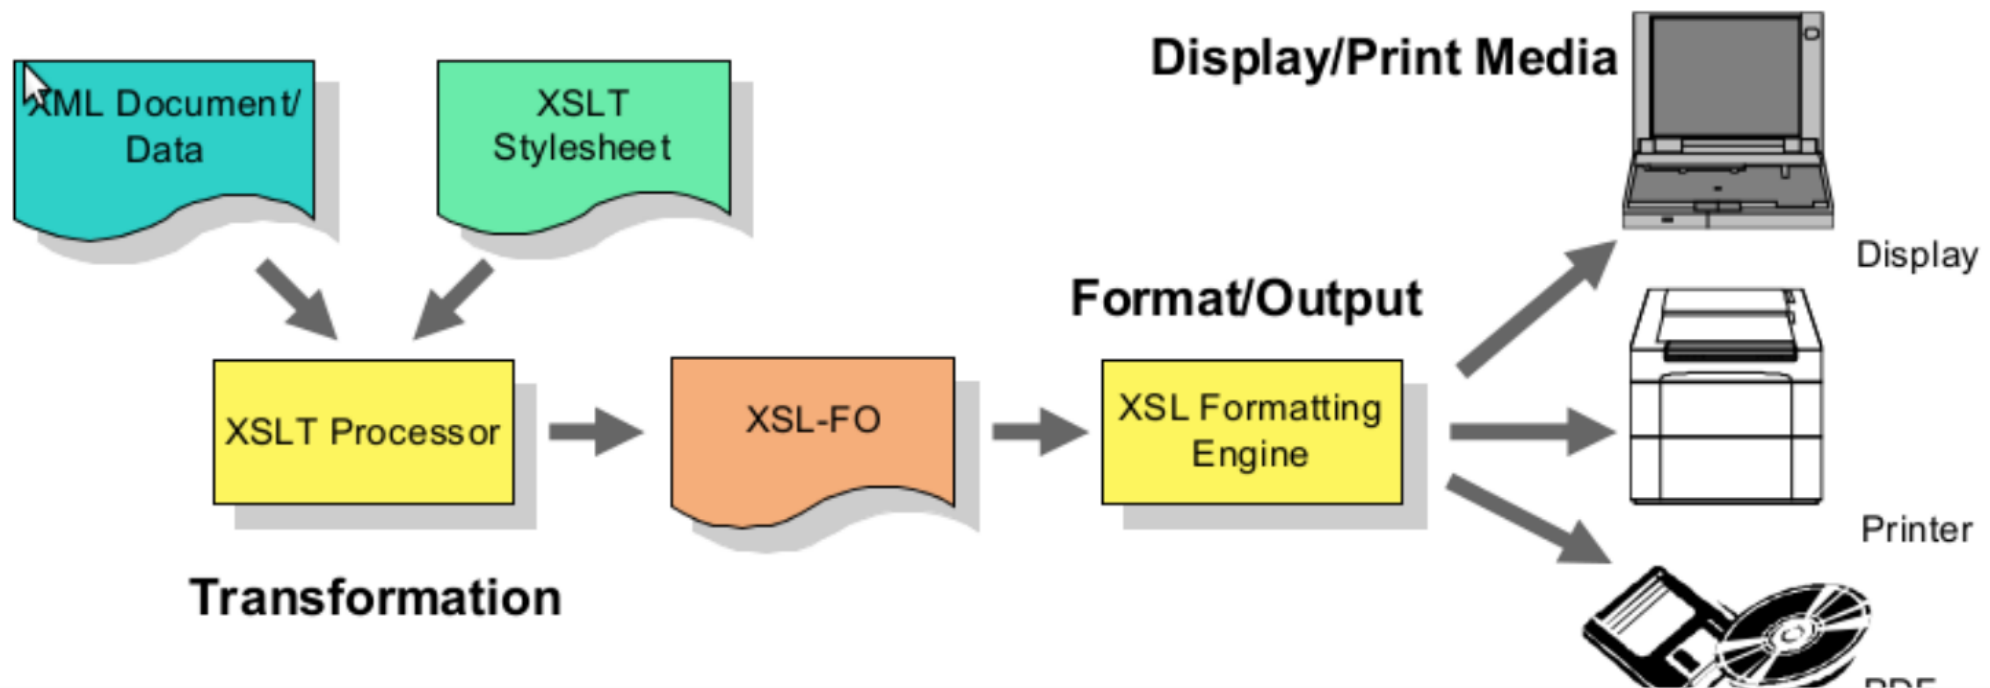 Display/Print Media
XML Document/
Data
XSLT
Stylesheet
Display
Format/Output
XSLT Processor
XSL-FO
XSL Formatting
Engine
Printer
Transformation
PDF